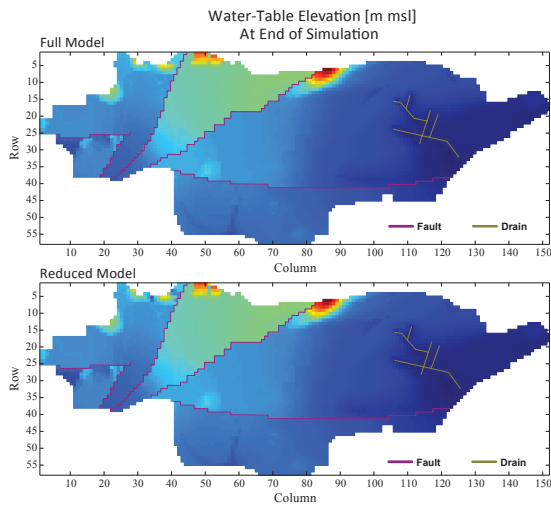 Water-Table Elevation [m msl]
At End of Simulation
Full Model
5
10
15
20
25
30
35
40
45
50
55
Row
Fault
Drain
10 20 30 40 50 60 70 80 90 100 110 120 130 140 150
Column
Reduced Model
5
10
15
20
25
30
35
40
45
50
55
Row
Fault
Drain
10 20 30 40 50 60 70 80 90 100 110 120 130 140 150
Column